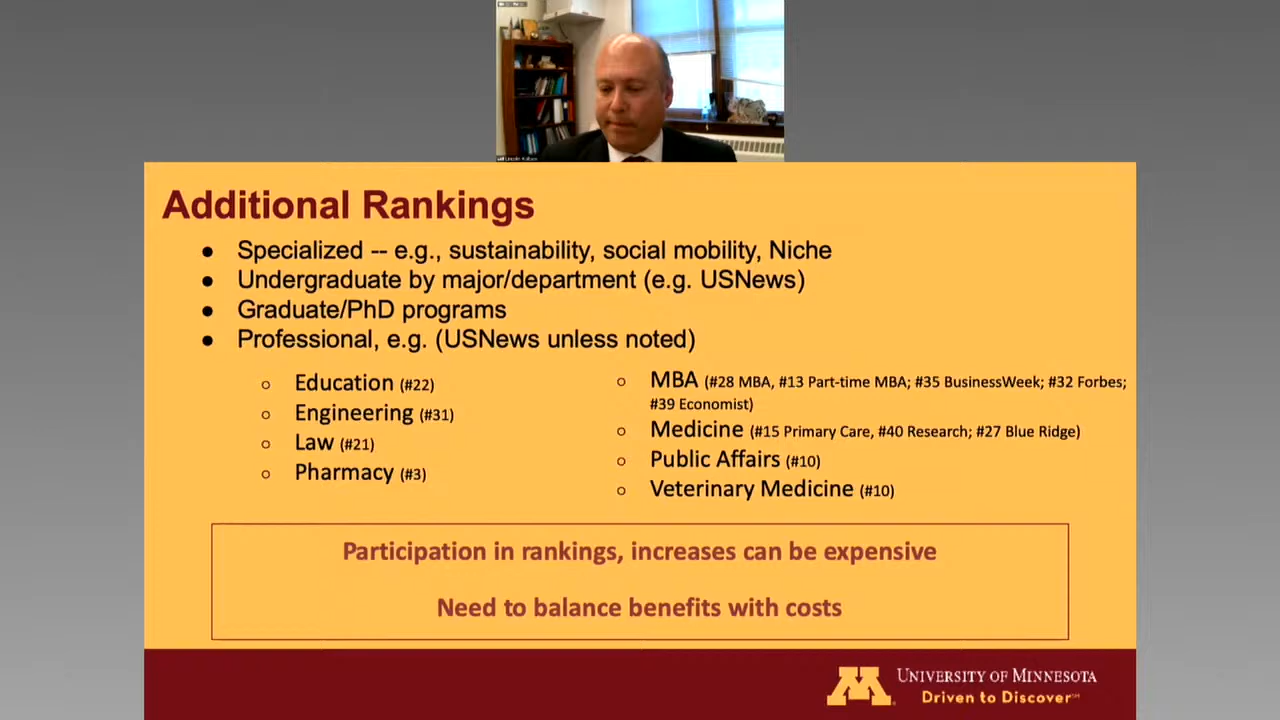 Additional Rankings
● Specialized -- e.g., sustainability, social mobility, Niche
● Undergraduate by major/department (e.g. USNews)
● Graduate/PhD programs
● Professional, e.g. (USNews unless noted)
○ Education (#22)
○ Engineering (#31)
○ Law (#21)
○ Pharmacy (#3)
○ MBA (#28 MBA, #13 Part-time MBA; #35 BusinessWeek; #32 Forbes;
#39 Economist)
○ Medicine (#15 Primary Care, #40 Research; #27 Blue Ridge)
○ Public Affairs (#10)
○ Veterinary Medicine (#10)
Participation in rankings, increases can be expensive
Need to balance benefits with costs
M
UNIVERSITY OF MINNESOTA
Driven to Discover℠